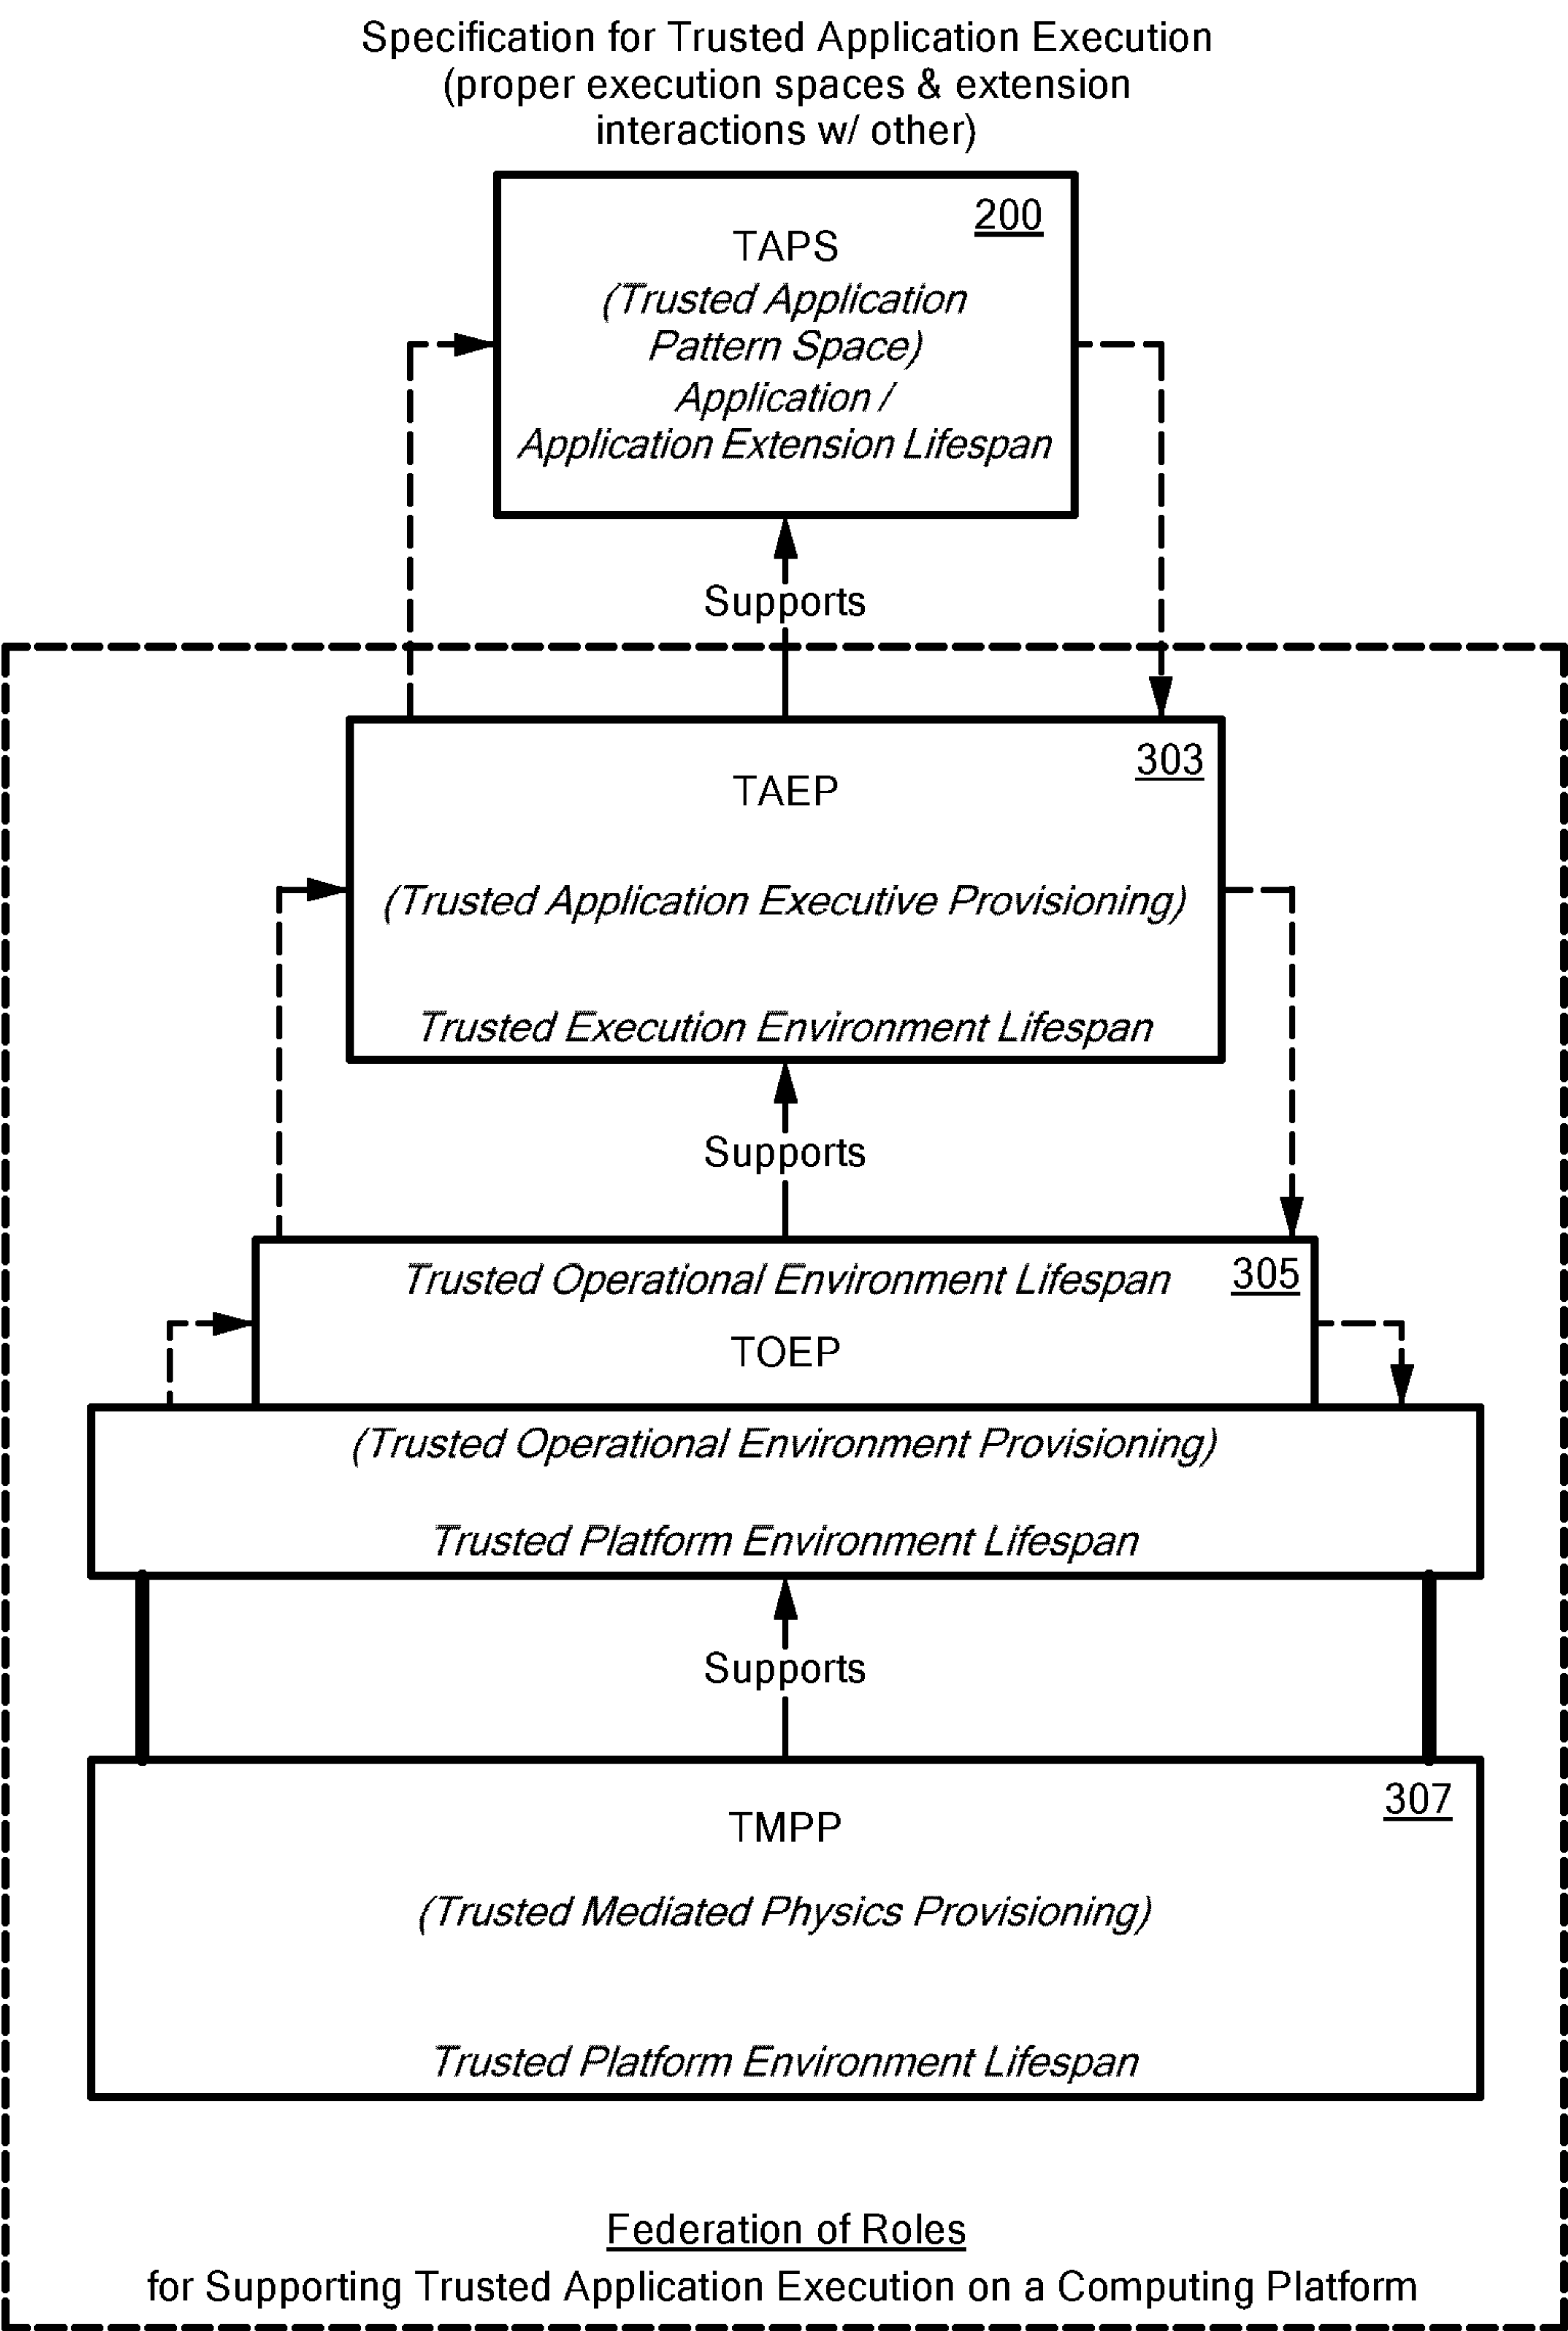 Specification for Trusted Application Execution
(proper execution spaces & extension
interactions w/ other)
200
TAPS
(Trusted Application
Pattern Space)
Application /
Application Extension Lifespan
Supports
303
TAEP
(Trusted Application Executive Provisioning)
Trusted Execution Environment Lifespan
Supports
Trusted Operational Environment Lifespan
305
TOEP
(Trusted Operational Environment Provisioning)
Trusted Platform Environment Lifespan
Supports
307
TMPP
(Trusted Mediated Physics Provisioning)
Trusted Platform Environment Lifespan
Federation of Roles
for Supporting Trusted Application Execution on a Computing Platform